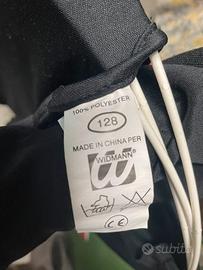 100% POLYESTER
128
MADE IN CHINA PER
WIDMANN
CE
subito